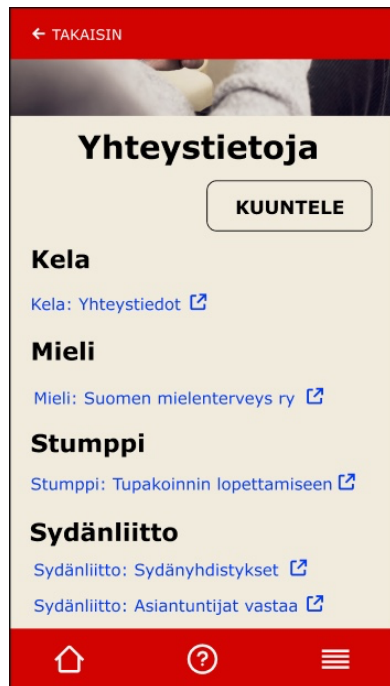 ← TAKAISIN
Yhteystietoja
KUUNTELE
Kela
Kela: Yhteystiedot
Mieli
Mieli: Suomen mielenterveys ry
Stumppi
Stumppi: Tupakoinnin lopettamiseen
Sydänliitto
Sydänliitto: Sydänyhdistykset
Sydänliitto: Asiantuntijat vastaa